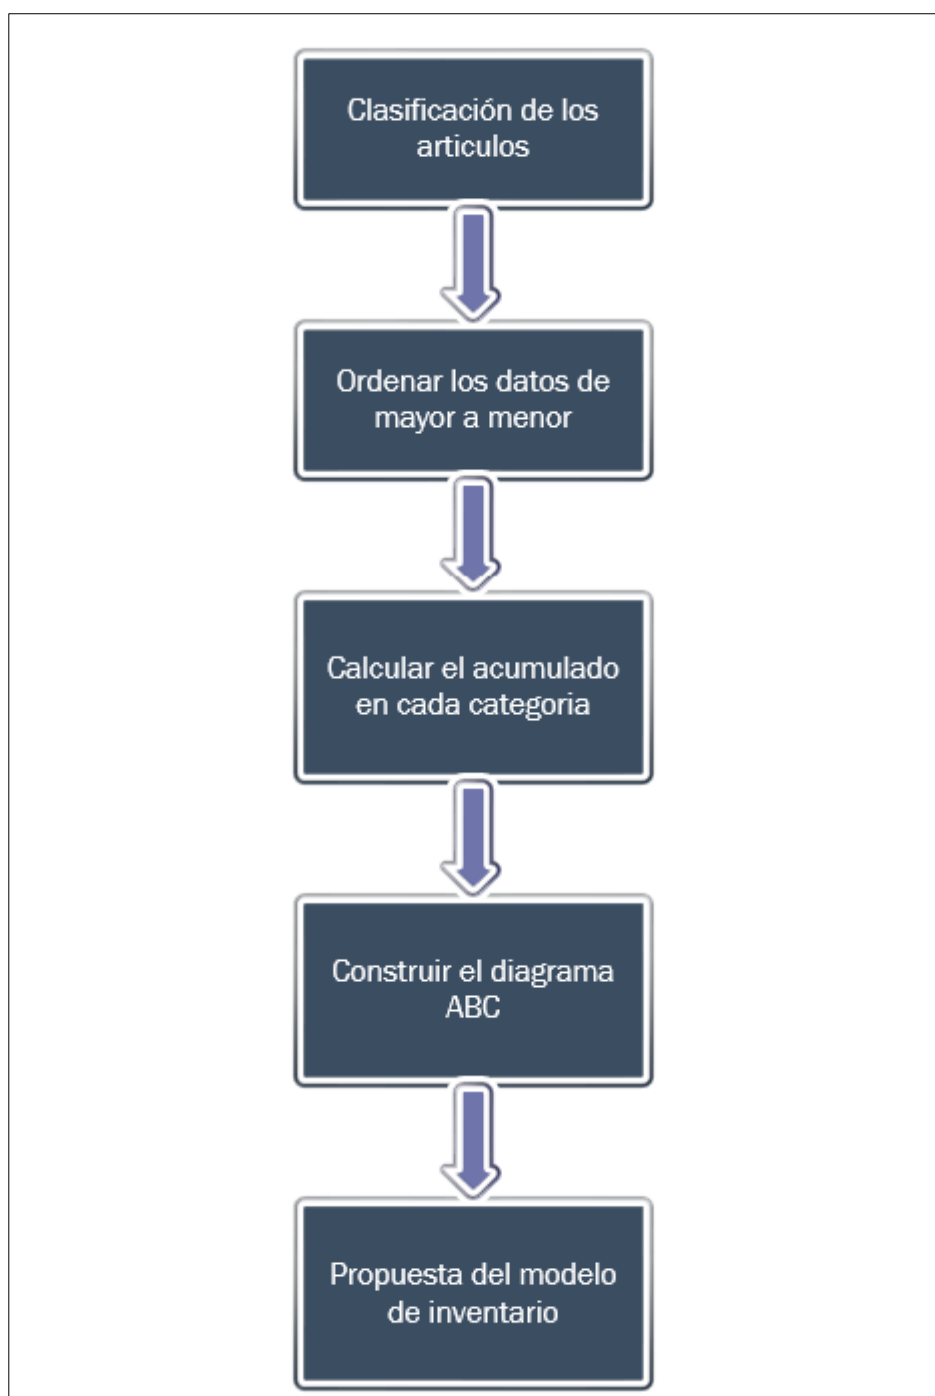 Clasificación de los
articulos
Ordenar los datos de
mayor a menor
Calcular el acumulado
en cada categoria
Construir el diagrama
ABC
Propuesta del modelo
de inventario